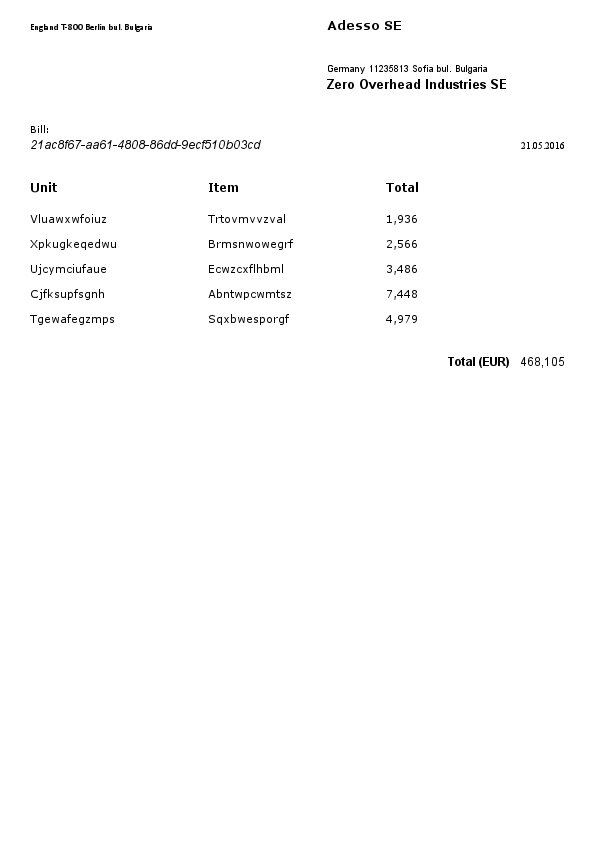 England T-800 Berlin bul. Bulgaria
Adesso SE
Germany 11235813 Sofia bul. Bulgaria
Zero Overhead Industries SE
Bill:
21ac8f67-aa61-4808-86dd-9ecf510b03cd
21.05.2016
Unit Item Total
Vluawxwfoiuz Trtovmvvzval 1,936
Xpkugkeqedwu Brmsnwowegrf 2,566
Ujcymciufaue Ecwzcxflhbml 3,486
Cjfksupfsgnh Abntwpcwmtsz 7,448
Tgewafegzmps Sqxbwesporgf 4,979
Total (EUR) 468,105